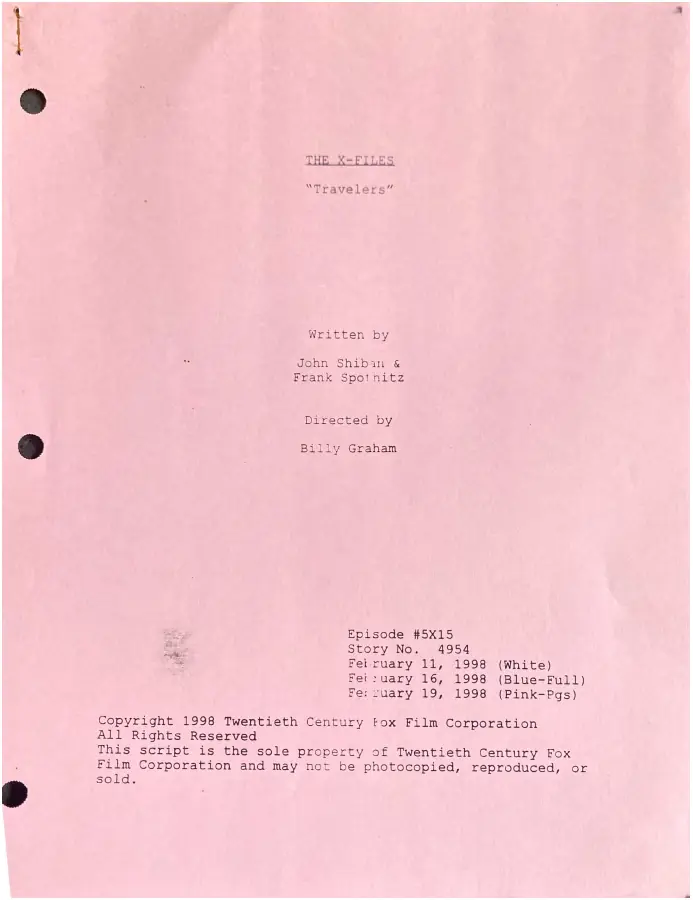 THE X-FILES
"Travelers"
Written by
John Shiban &
Frank Spotnitz
Directed by
Billy Graham
Episode #5X15
Story No. 4954
February 11, 1998 (White)
February 16, 1998 (Blue-Full)
February 19, 1998 (Pink-Pgs)
Copyright 1998 Twentieth Century Fox Film Corporation
All Rights Reserved
This script is the sole property of Twentieth Century Fox
Film Corporation and may not be photocopied, reproduced, or
sold.